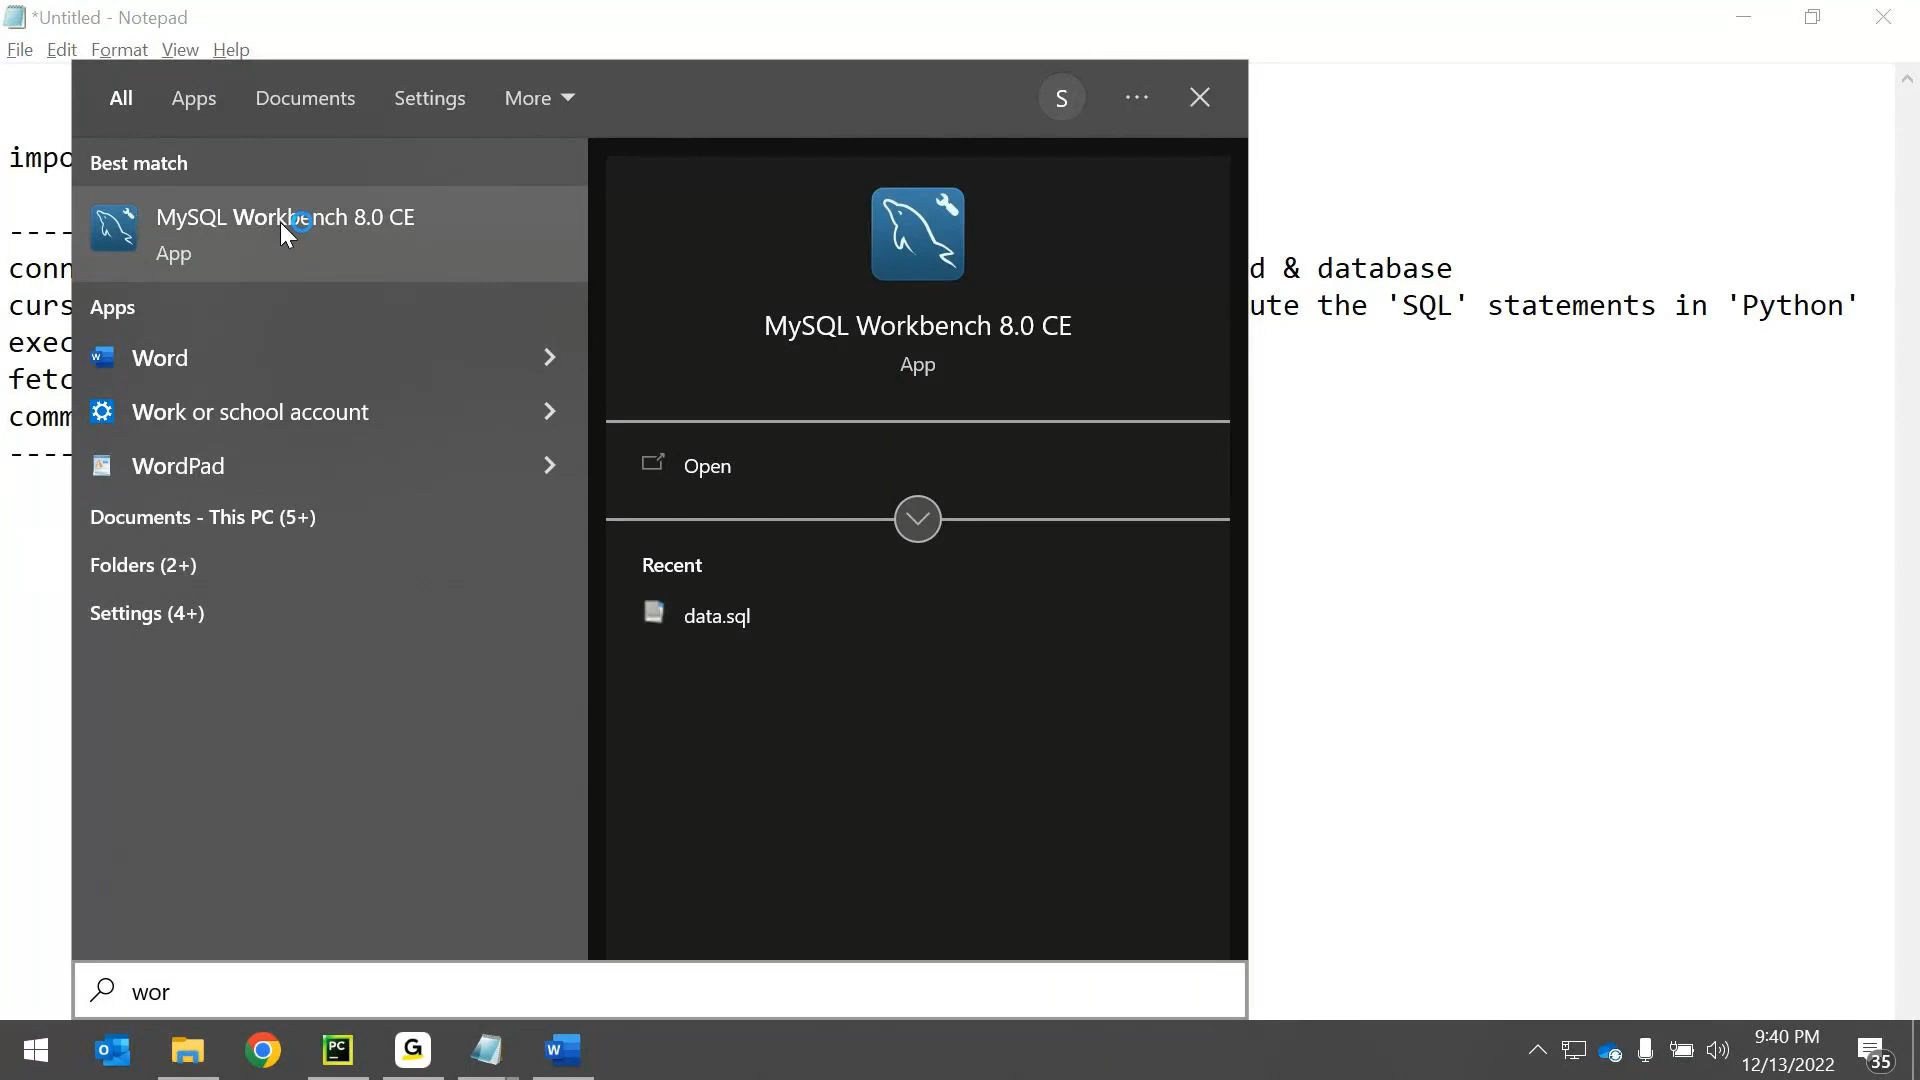 *Untitled - Notepad
File Edit Format View Help
All Apps Documents Settings More S
impo
Best match
MySQL Workbench 8.0 CE
App
Apps
Word
Work or school account
WordPad
Documents - This PC (5+)
Folders (2+)
Settings (4+)
MySQL Workbench 8.0 CE
App
Open
Recent
data.sql
----
conn
d & database
curs
ute the 'SQL' statements in 'Python'
exec
fetc
comm
----
wor
9:40 PM
12/13/2022
35